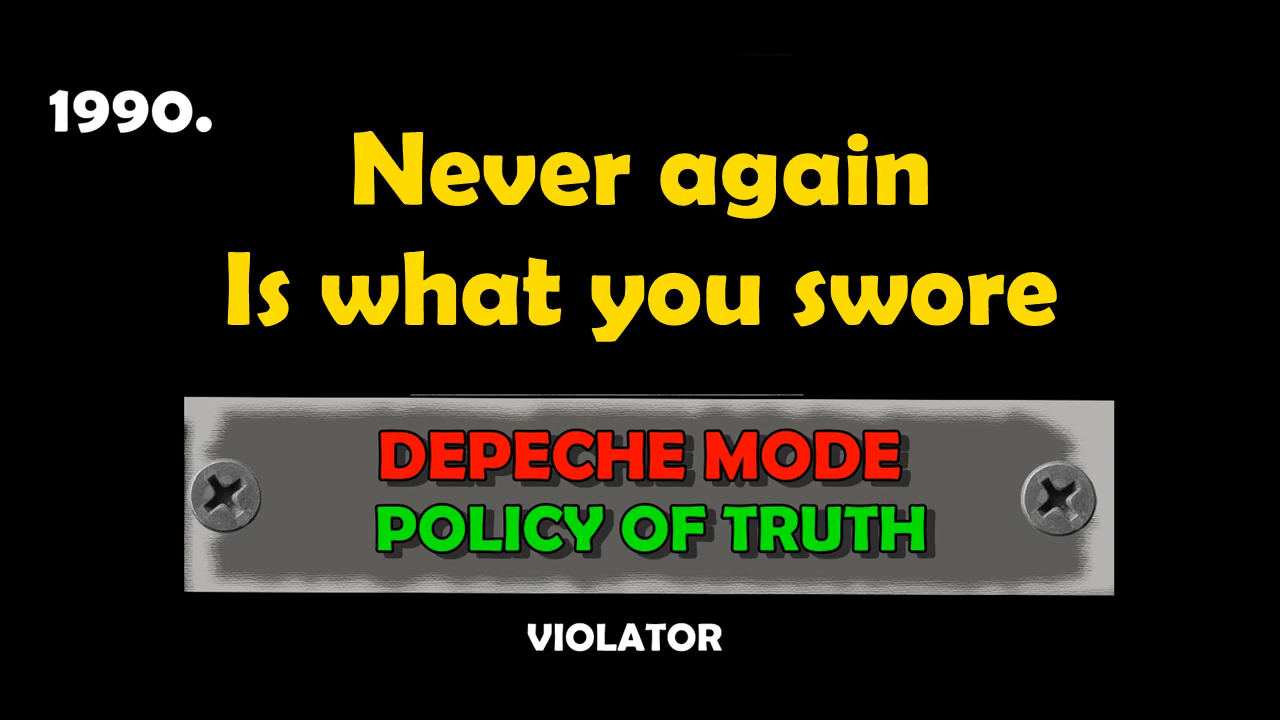 1990.
Never again
Is what you swore
DEPECHE MODE
POLICY OF TRUTH
VIOLATOR